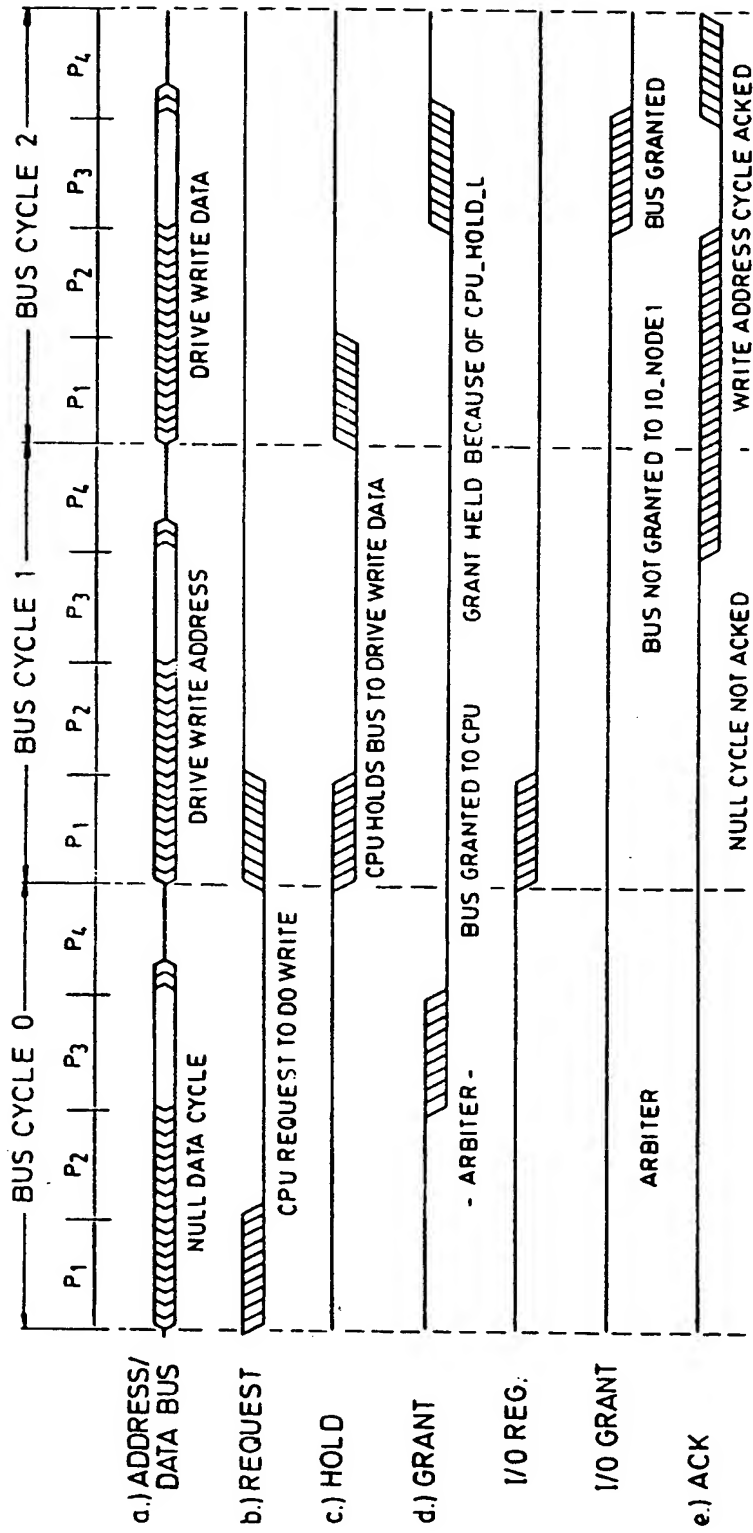 BUS CYCLE 0
BUS CYCLE 1
BUS CYCLE 2
P1
P2
P3
P4
P1
P2
P3
P4
P1
P2
P3
P4
a.) ADDRESS/
DATA BUS
NULL DATA CYCLE
DRIVE WRITE ADDRESS
DRIVE WRITE DATA
b.) REQUEST
CPU REQUEST TO DO WRITE
c.) HOLD
CPU HOLDS BUS TO DRIVE WRITE DATA
d.) GRANT
- ARBITER -
BUS GRANTED TO CPU
GRANT HELD BECAUSE OF CPU_HOLD_L
I/O REG.
I/O GRANT
ARBITER
BUS NOT GRANTED TO IO_NODE1
BUS GRANTED
e.) ACK
NULL CYCLE NOT ACKED
WRITE ADDRESS CYCLE ACKED